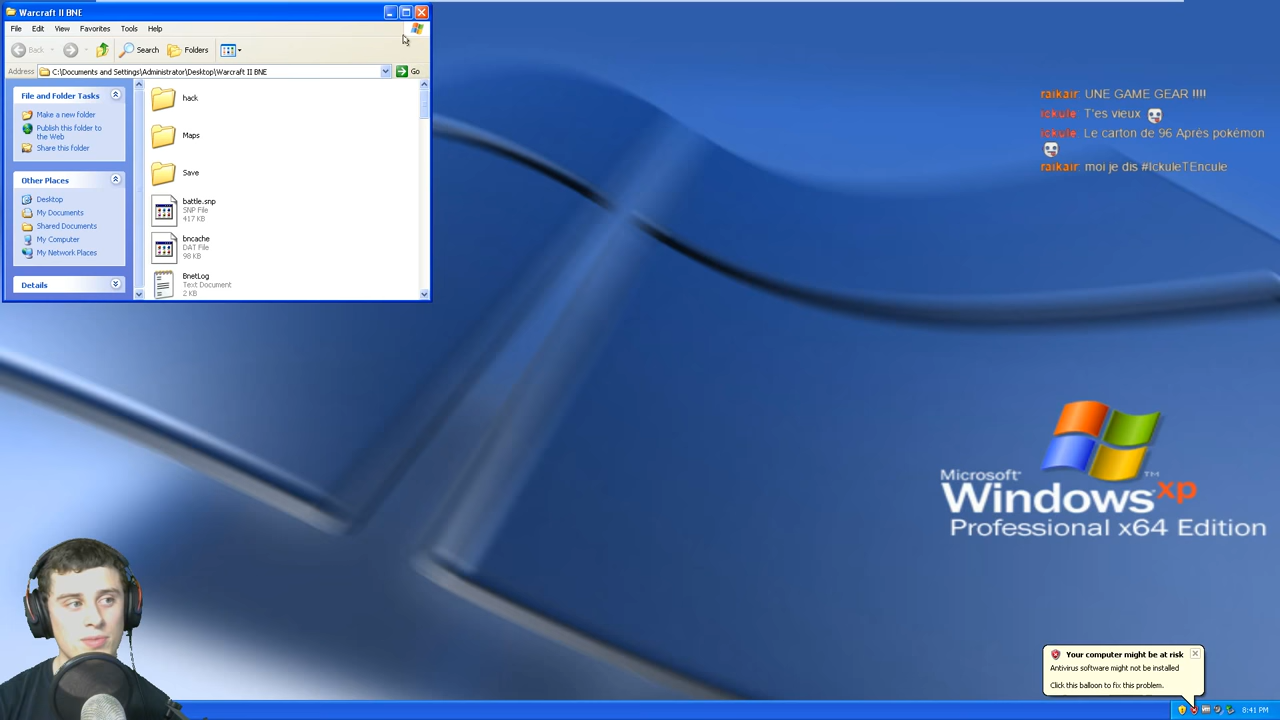 Warcraft II BNE
File Edit View Favorites Tools Help
Back Search Folders
Address C:\Documents and Settings\Administrator\Desktop\Warcraft II BNE Go
File and Folder Tasks
Make a new folder
Publish this folder to
the Web
Share this folder
Other Places
Desktop
My Documents
Shared Documents
My Computer
My Network Places
Details
hack
Maps
Save
battle.snp
SNP File
417 KB
bncache
DAT File
98 KB
BnetLog
Text Document
2 KB
raikair UNE GAME GEAR !!!!
ickule T'es vieux
ickule Le carton de 96 Après pokémon
raikair moi je dis #IckuleTEncule
Microsoft
Windows xp
TM
Professional x64 Edition
Your computer might be at risk
Antivirus software might not be installed
Click this balloon to fix this problem.
8:41 PM